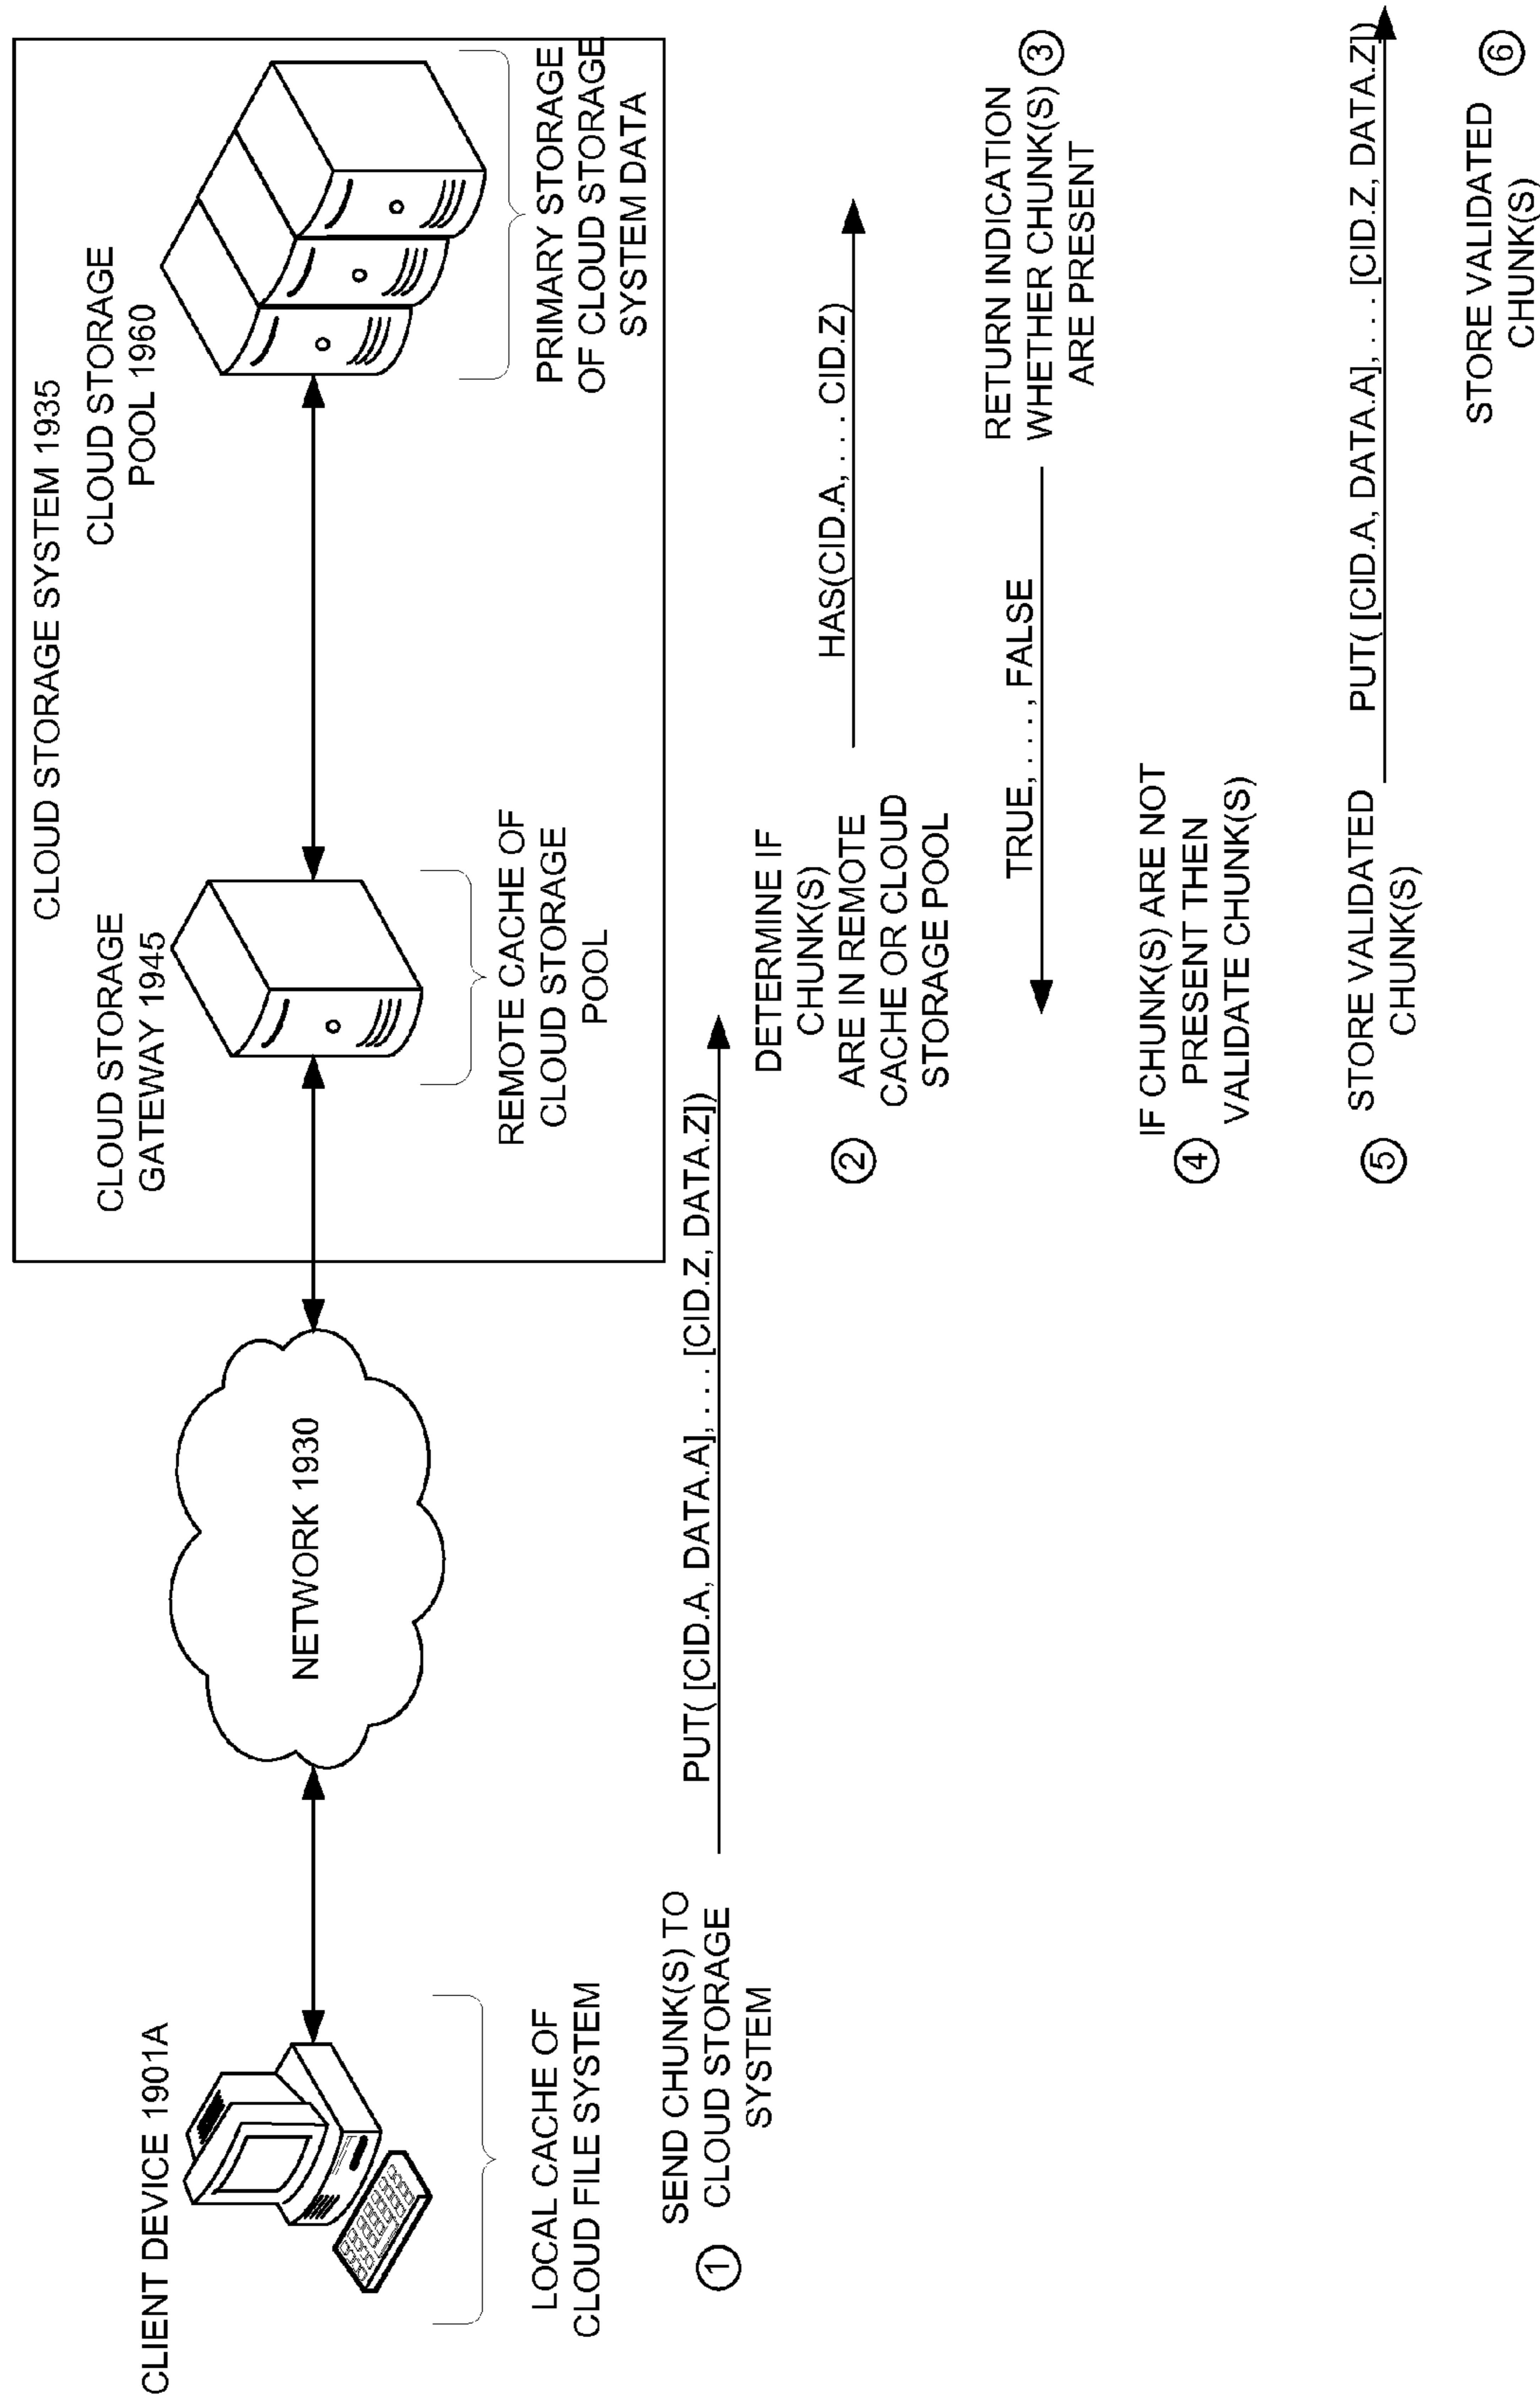 CLOUD STORAGE SYSTEM 1935
CLIENT DEVICE 1901A
NETWORK 1930
CLOUD STORAGE
GATEWAY 1945
CLOUD STORAGE
POOL 1960
LOCAL CACHE OF
CLOUD FILE SYSTEM
REMOTE CACHE OF
CLOUD STORAGE
POOL
PRIMARY STORAGE
OF CLOUD STORAGE
SYSTEM DATA
1
SEND CHUNK(S) TO
CLOUD STORAGE
SYSTEM
PUT( [CID.A, DATA.A], . . . [CID.Z, DATA.Z])
2
DETERMINE IF
CHUNK(S)
ARE IN REMOTE
CACHE OR CLOUD
STORAGE POOL
HAS(CID.A, . . . CID.Z)
RETURN INDICATION
WHETHER CHUNK(S)
ARE PRESENT
3
TRUE, . . . , FALSE
4
IF CHUNK(S) ARE NOT
PRESENT THEN
VALIDATE CHUNK(S)
5
STORE VALIDATED
CHUNK(S)
PUT( [CID.A, DATA.A], . . . [CID.Z, DATA.Z])
STORE VALIDATED
CHUNK(S)
6